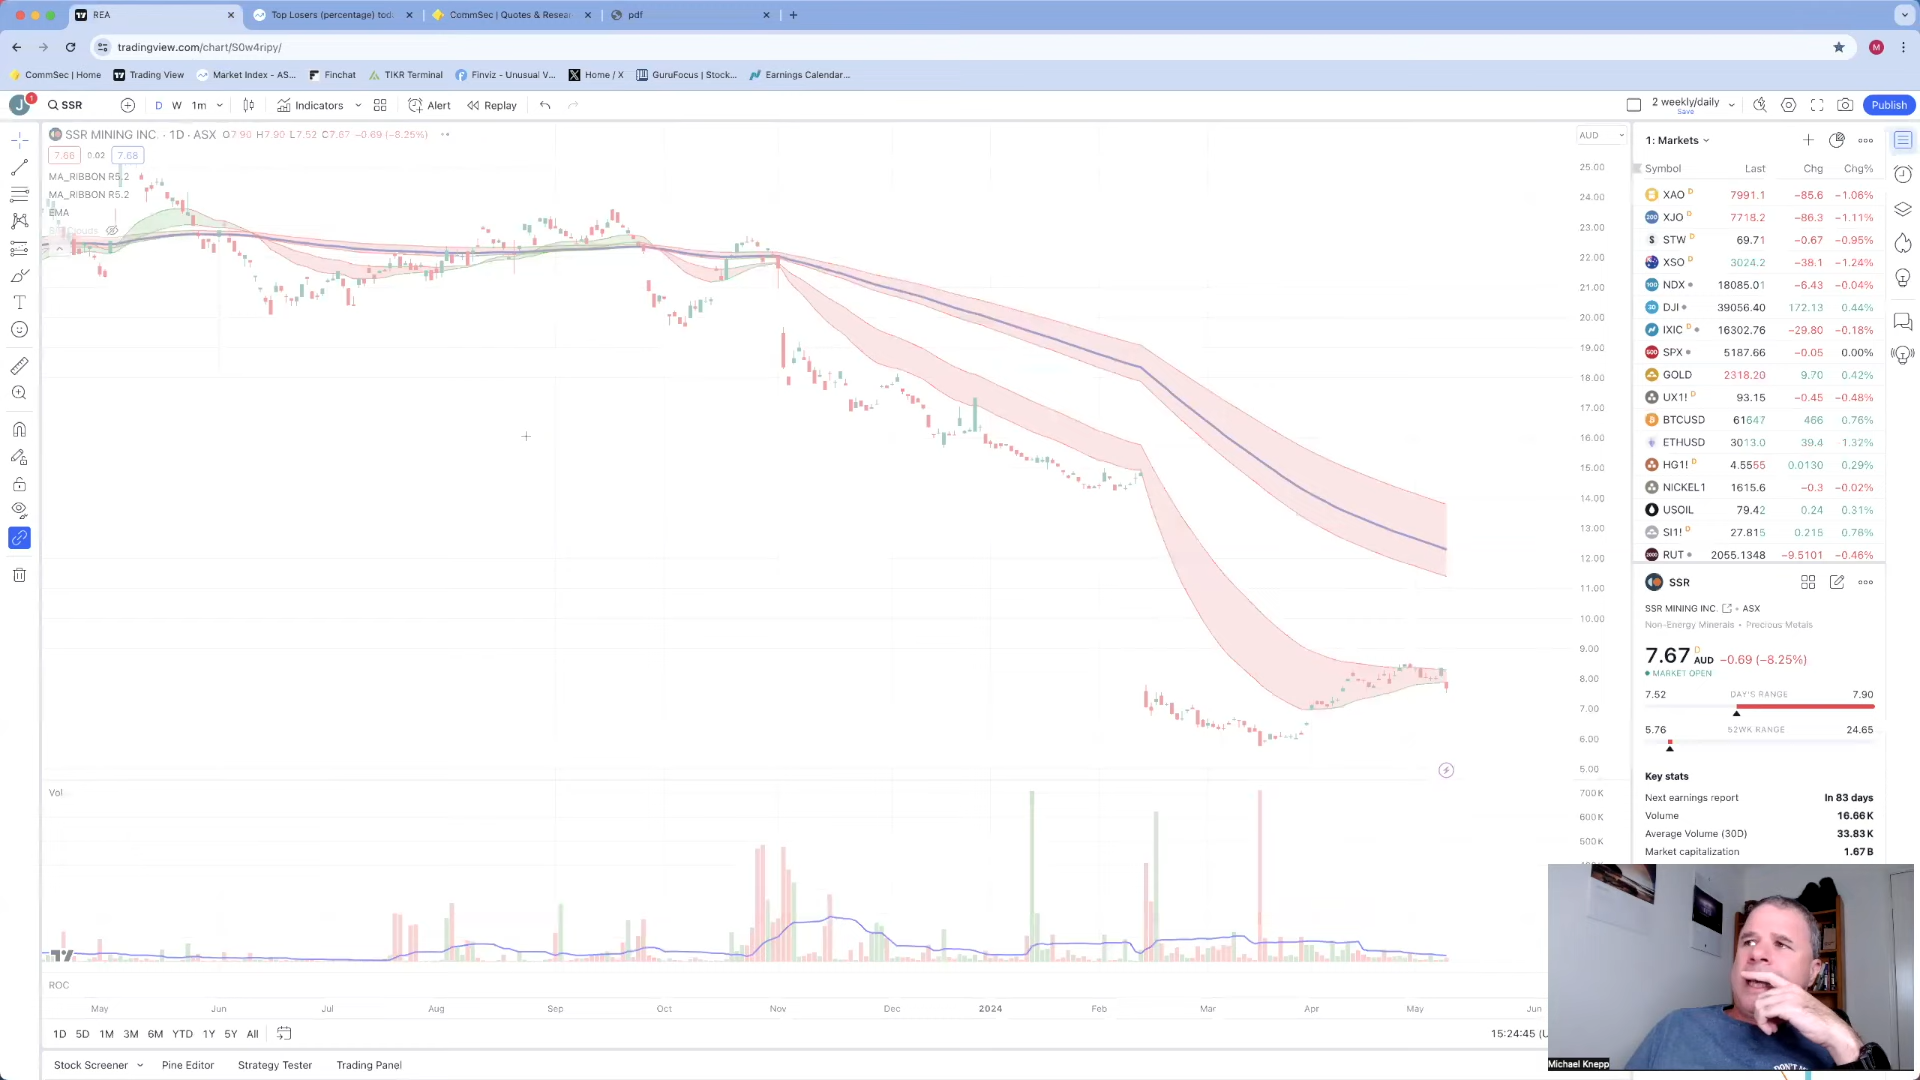 REA
Top Losers (percentage) toda
CommSec | Quotes & Resear
pdf
tradingview.com/chart/S0w4ripy/
M
CommSec | Home
Trading View
Market Index - AS...
Finchat
TIKR Terminal
Finviz - Unusual V...
Home / X
GuruFocus | Stock...
Earnings Calendar...
J 1 SSR
D W 1m
Indicators
Alert
Replay
2 weekly/daily
Save
Publish
SSR MINING INC. · 1D · ASX O7.90 H7.90 L7.52 C7.67 −0.69 (−8.25%)
7.66 0.02 7.68
MA_RIBBON R5.2
MA_RIBBON R5.2
EMA
AUD
25.00
24.00
23.00
22.00
21.00
20.00
19.00
18.00
17.00
16.00
15.00
14.00
13.00
12.00
11.00
10.00
9.00
8.00
7.00
6.00
5.00
Vol
700 K
600 K
500 K
ROC
May Jun Jul Aug Sep Oct Nov Dec 2024 Feb Mar Apr May Jun
1D 5D 1M 3M 6M YTD 1Y 5Y All
15:24:45 (U
Stock Screener Pine Editor Strategy Tester Trading Panel
1: Markets
Symbol Last Chg Chg%
XAO D 7991.1 −85.6 −1.06%
XJO D 7718.2 −86.3 −1.11%
STW D 69.71 −0.67 −0.95%
XSO D 3024.2 −38.1 −1.24%
NDX 18085.01 −6.43 −0.04%
DJI 39056.40 172.13 0.44%
IXIC D 16302.76 −29.80 −0.18%
SPX 5187.66 −0.05 0.00%
GOLD 2318.20 9.70 0.42%
UX1! D 93.15 −0.45 −0.48%
BTCUSD 61647 466 0.76%
ETHUSD 3013.0 39.4 1.32%
HG1! D 4.5555 0.0130 0.29%
NICKEL1 1615.6 −0.3 −0.02%
USOIL 79.42 0.24 0.31%
SI1! D 27.815 0.215 0.78%
RUT 2055.1348 −9.5101 −0.46%
SSR
SSR MINING INC. • ASX
Non-Energy Minerals • Precious Metals
7.67 D AUD −0.69 (−8.25%)
MARKET OPEN
7.52 DAY'S RANGE 7.90
5.76 52WK RANGE 24.65
Key stats
Next earnings report In 83 days
Volume 16.66 K
Average Volume (30D) 33.83 K
Market capitalization 1.67 B
Michael Knepp